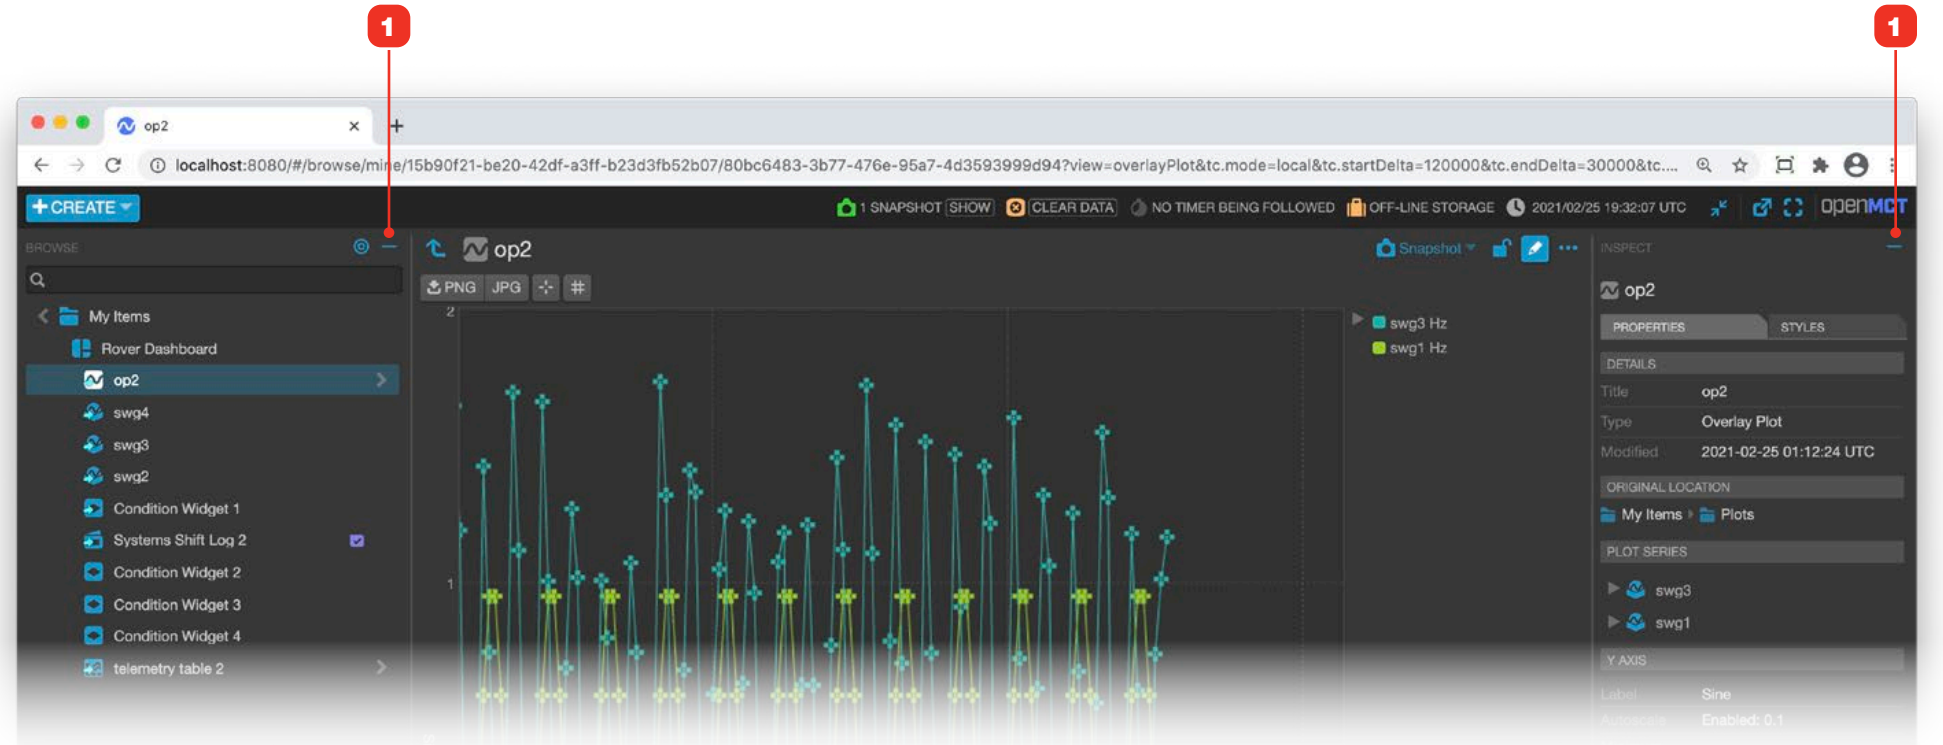 1 1
op2
localhost:8080/#/browse/mine/15b90f21-be20-42df-a3ff-b23d3fb52b07/80bc6483-3b77-476e-95a7-4d3593999d94?view=overlayPlot&tc.mode=local&tc.startDelta=120000&tc.endDelta=30000&tc....
+CREATE 1 SNAPSHOT SHOW CLEAR DATA NO TIMER BEING FOLLOWED OFF-LINE STORAGE 2021/02/25 19:32:07 UTC openMCT
BROWSE
My Items
Rover Dashboard
op2
swg4
swg3
swg2
Condition Widget 1
Systems Shift Log 2
Condition Widget 2
Condition Widget 3
Condition Widget 4
telemetry table 2
op2 Snapshot
PNG JPG
2
1
swg3 Hz
swg1 Hz
INSPECT
op2
PROPERTIES STYLES
DETAILS
Title op2
Type Overlay Plot
Modified 2021-02-25 01:12:24 UTC
ORIGINAL LOCATION
My Items Plots
PLOT SERIES
swg3
swg1
Y AXIS
Label Sine
Autoscale Enabled: 0.1